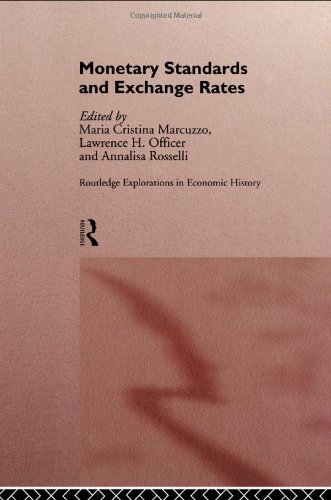 Copyrighted Material
Monetary Standards
and Exchange Rates
Edited by
Maria Cristina Marcuzzo,
Lawrence H. Officer
and Annalisa Rosselli
Routledge Explorations in Economic History
ROUTLEDGE